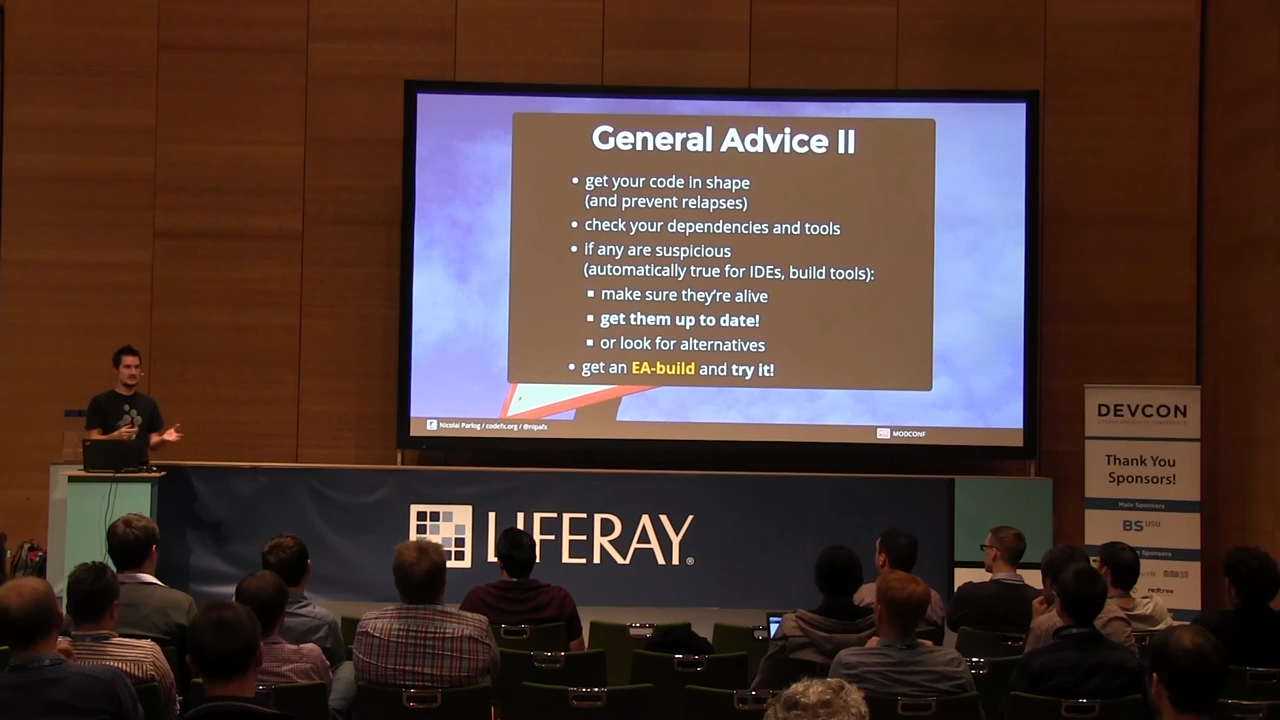 General Advice II
• get your code in shape
(and prevent relapses)
• check your dependencies and tools
• if any are suspicious
(automatically true for IDEs, build tools):
▪ make sure they're alive
▪ get them up to date!
▪ or look for alternatives
• get an EA-build and try it!
Nicolai Parlog / codefx.org / @nipafx
MODCONF
DEVCON
Thank You
Sponsors!
Main Sponsors
BS USU
Sponsors
LIFERAY